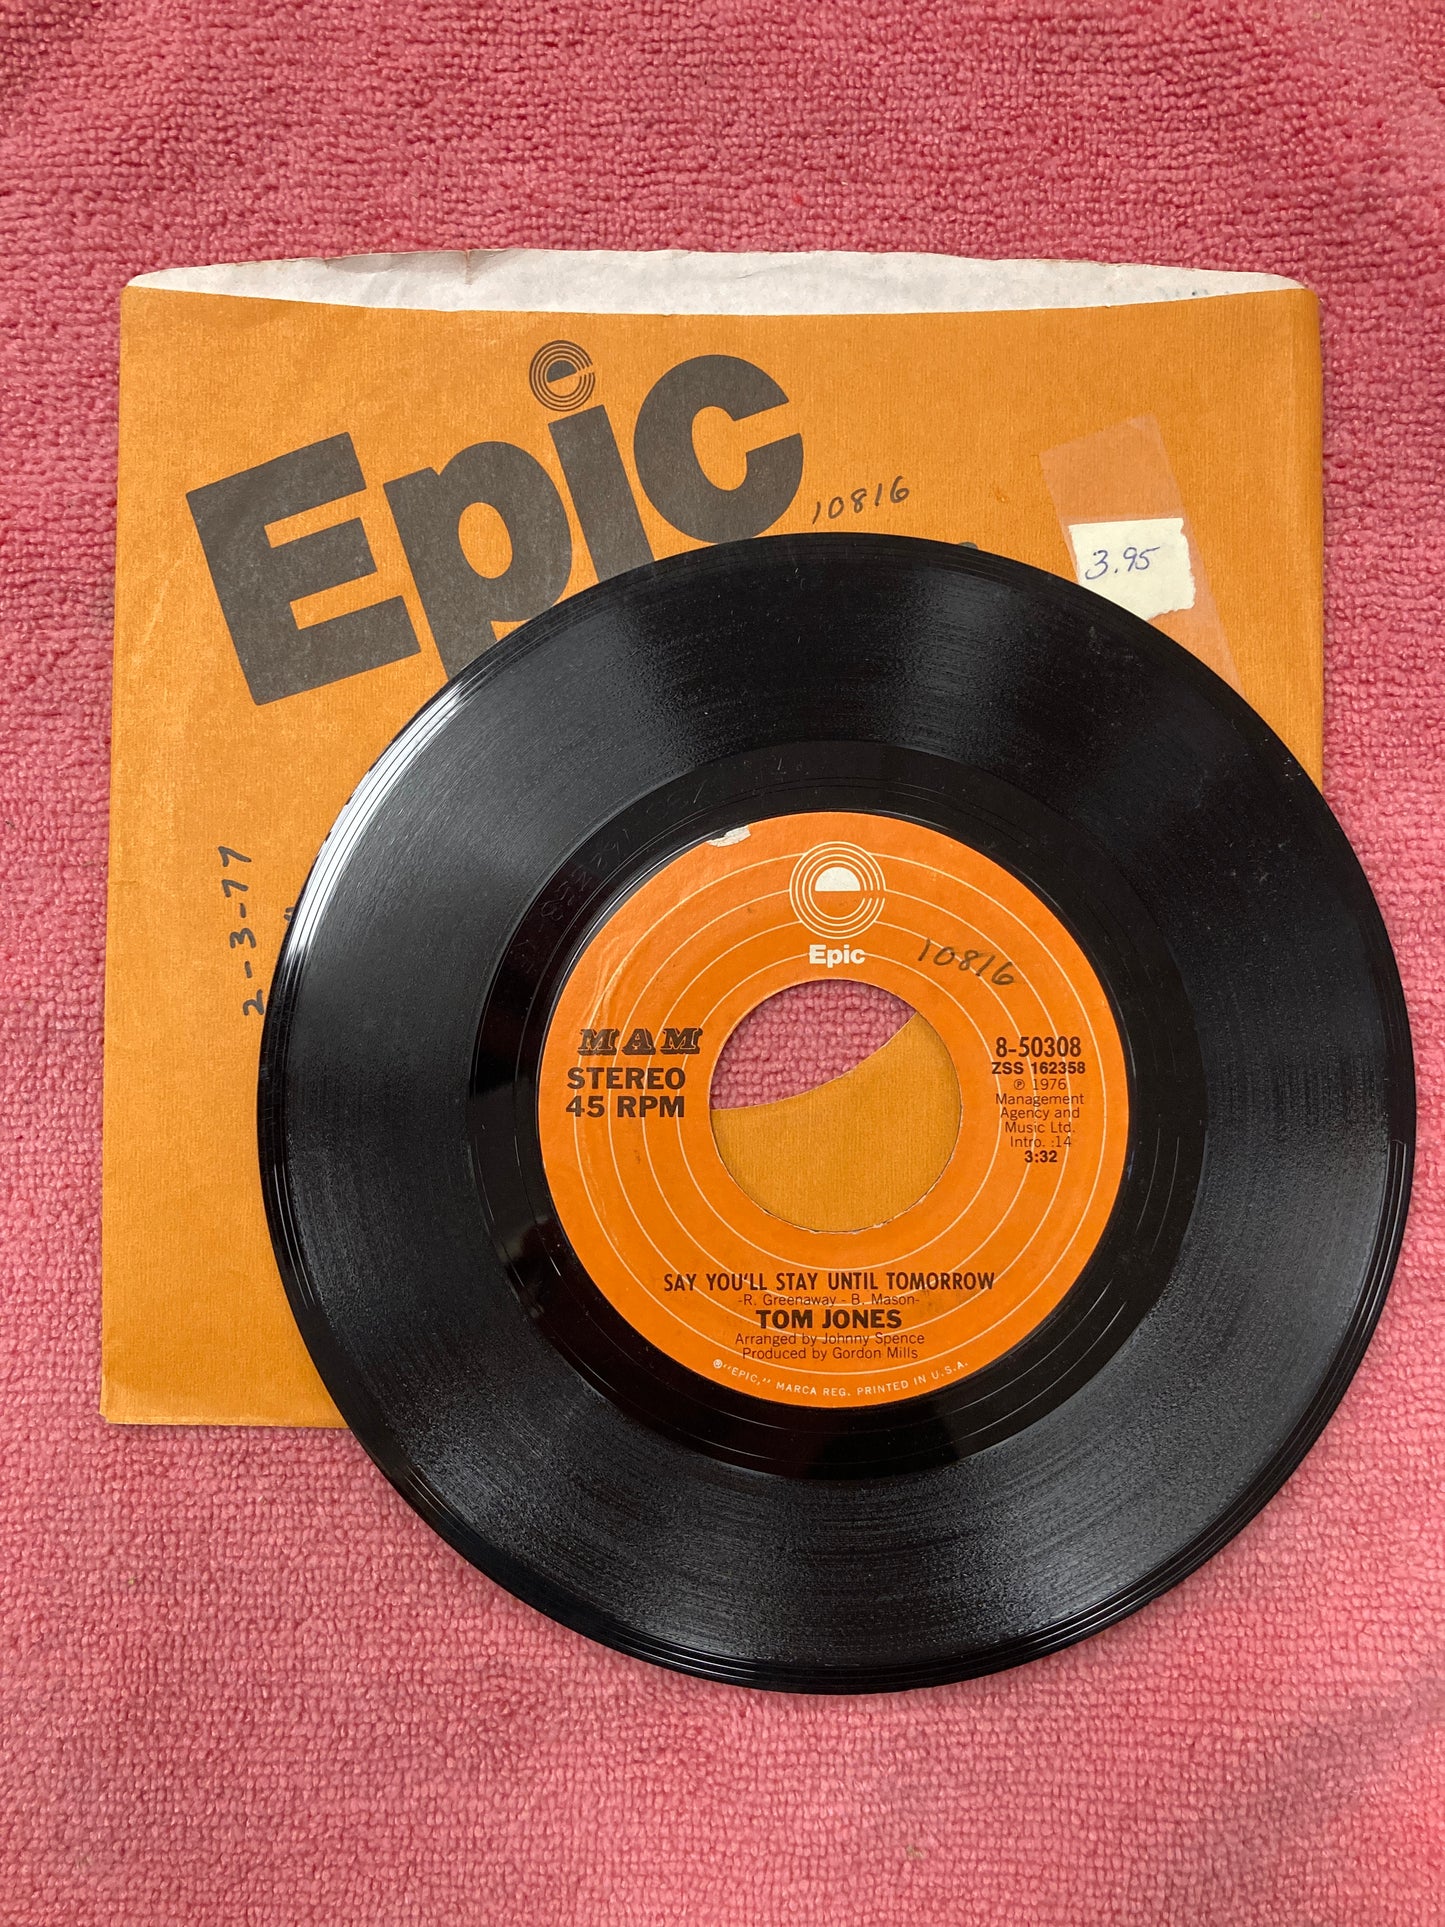 Epic
10816
3.95
2-3-77
Epic
10816
MAM
STEREO
45 RPM
8-50308
ZSS 162358
℗ 1976
Management
Agency and
Music Ltd.
Intro. :14
3:32
SAY YOU'LL STAY UNTIL TOMORROW
-R. Greenaway - B. Mason-
TOM JONES
Arranged by Johnny Spence
Produced by Gordon Mills
®"EPIC," MARCA REG. PRINTED IN U.S.A.